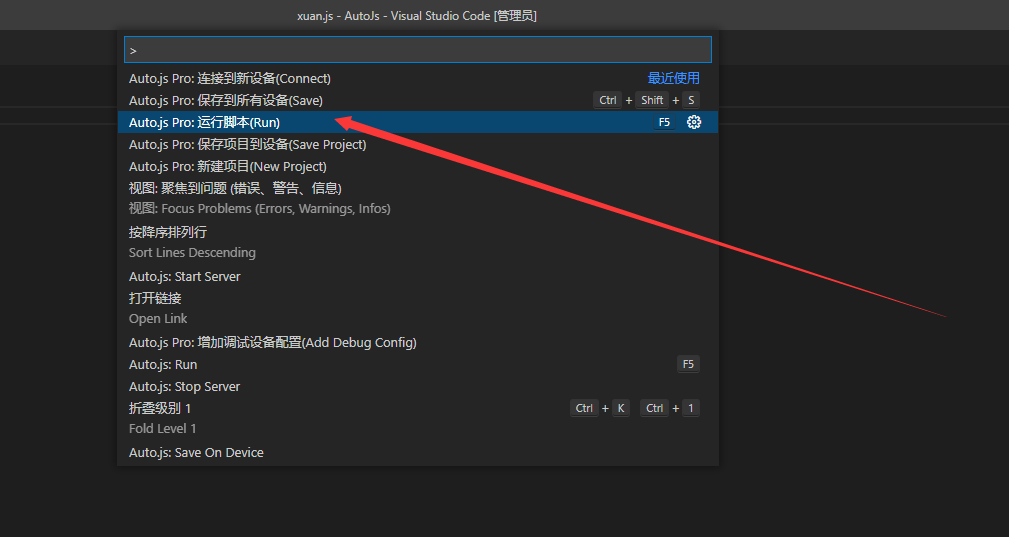 xuan.js - AutoJs - Visual Studio Code [管理员]
>
Auto.js Pro: 连接到新设备(Connect) 最近使用
Auto.js Pro: 保存到所有设备(Save) Ctrl + Shift + S
Auto.js Pro: 运行脚本(Run) F5
Auto.js Pro: 保存项目到设备(Save Project)
Auto.js Pro: 新建项目(New Project)
视图: 聚焦到问题 (错误、警告、信息)
视图: Focus Problems (Errors, Warnings, Infos)
按降序排列行
Sort Lines Descending
Auto.js: Start Server
打开链接
Open Link
Auto.js Pro: 增加调试设备配置(Add Debug Config)
Auto.js: Run F5
Auto.js: Stop Server
折叠级别 1 Ctrl + K Ctrl + 1
Fold Level 1
Auto.js: Save On Device